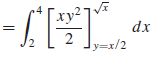 = ∫₂⁴ [ xy² / 2 ]_{y=x/2}^{√x} dx